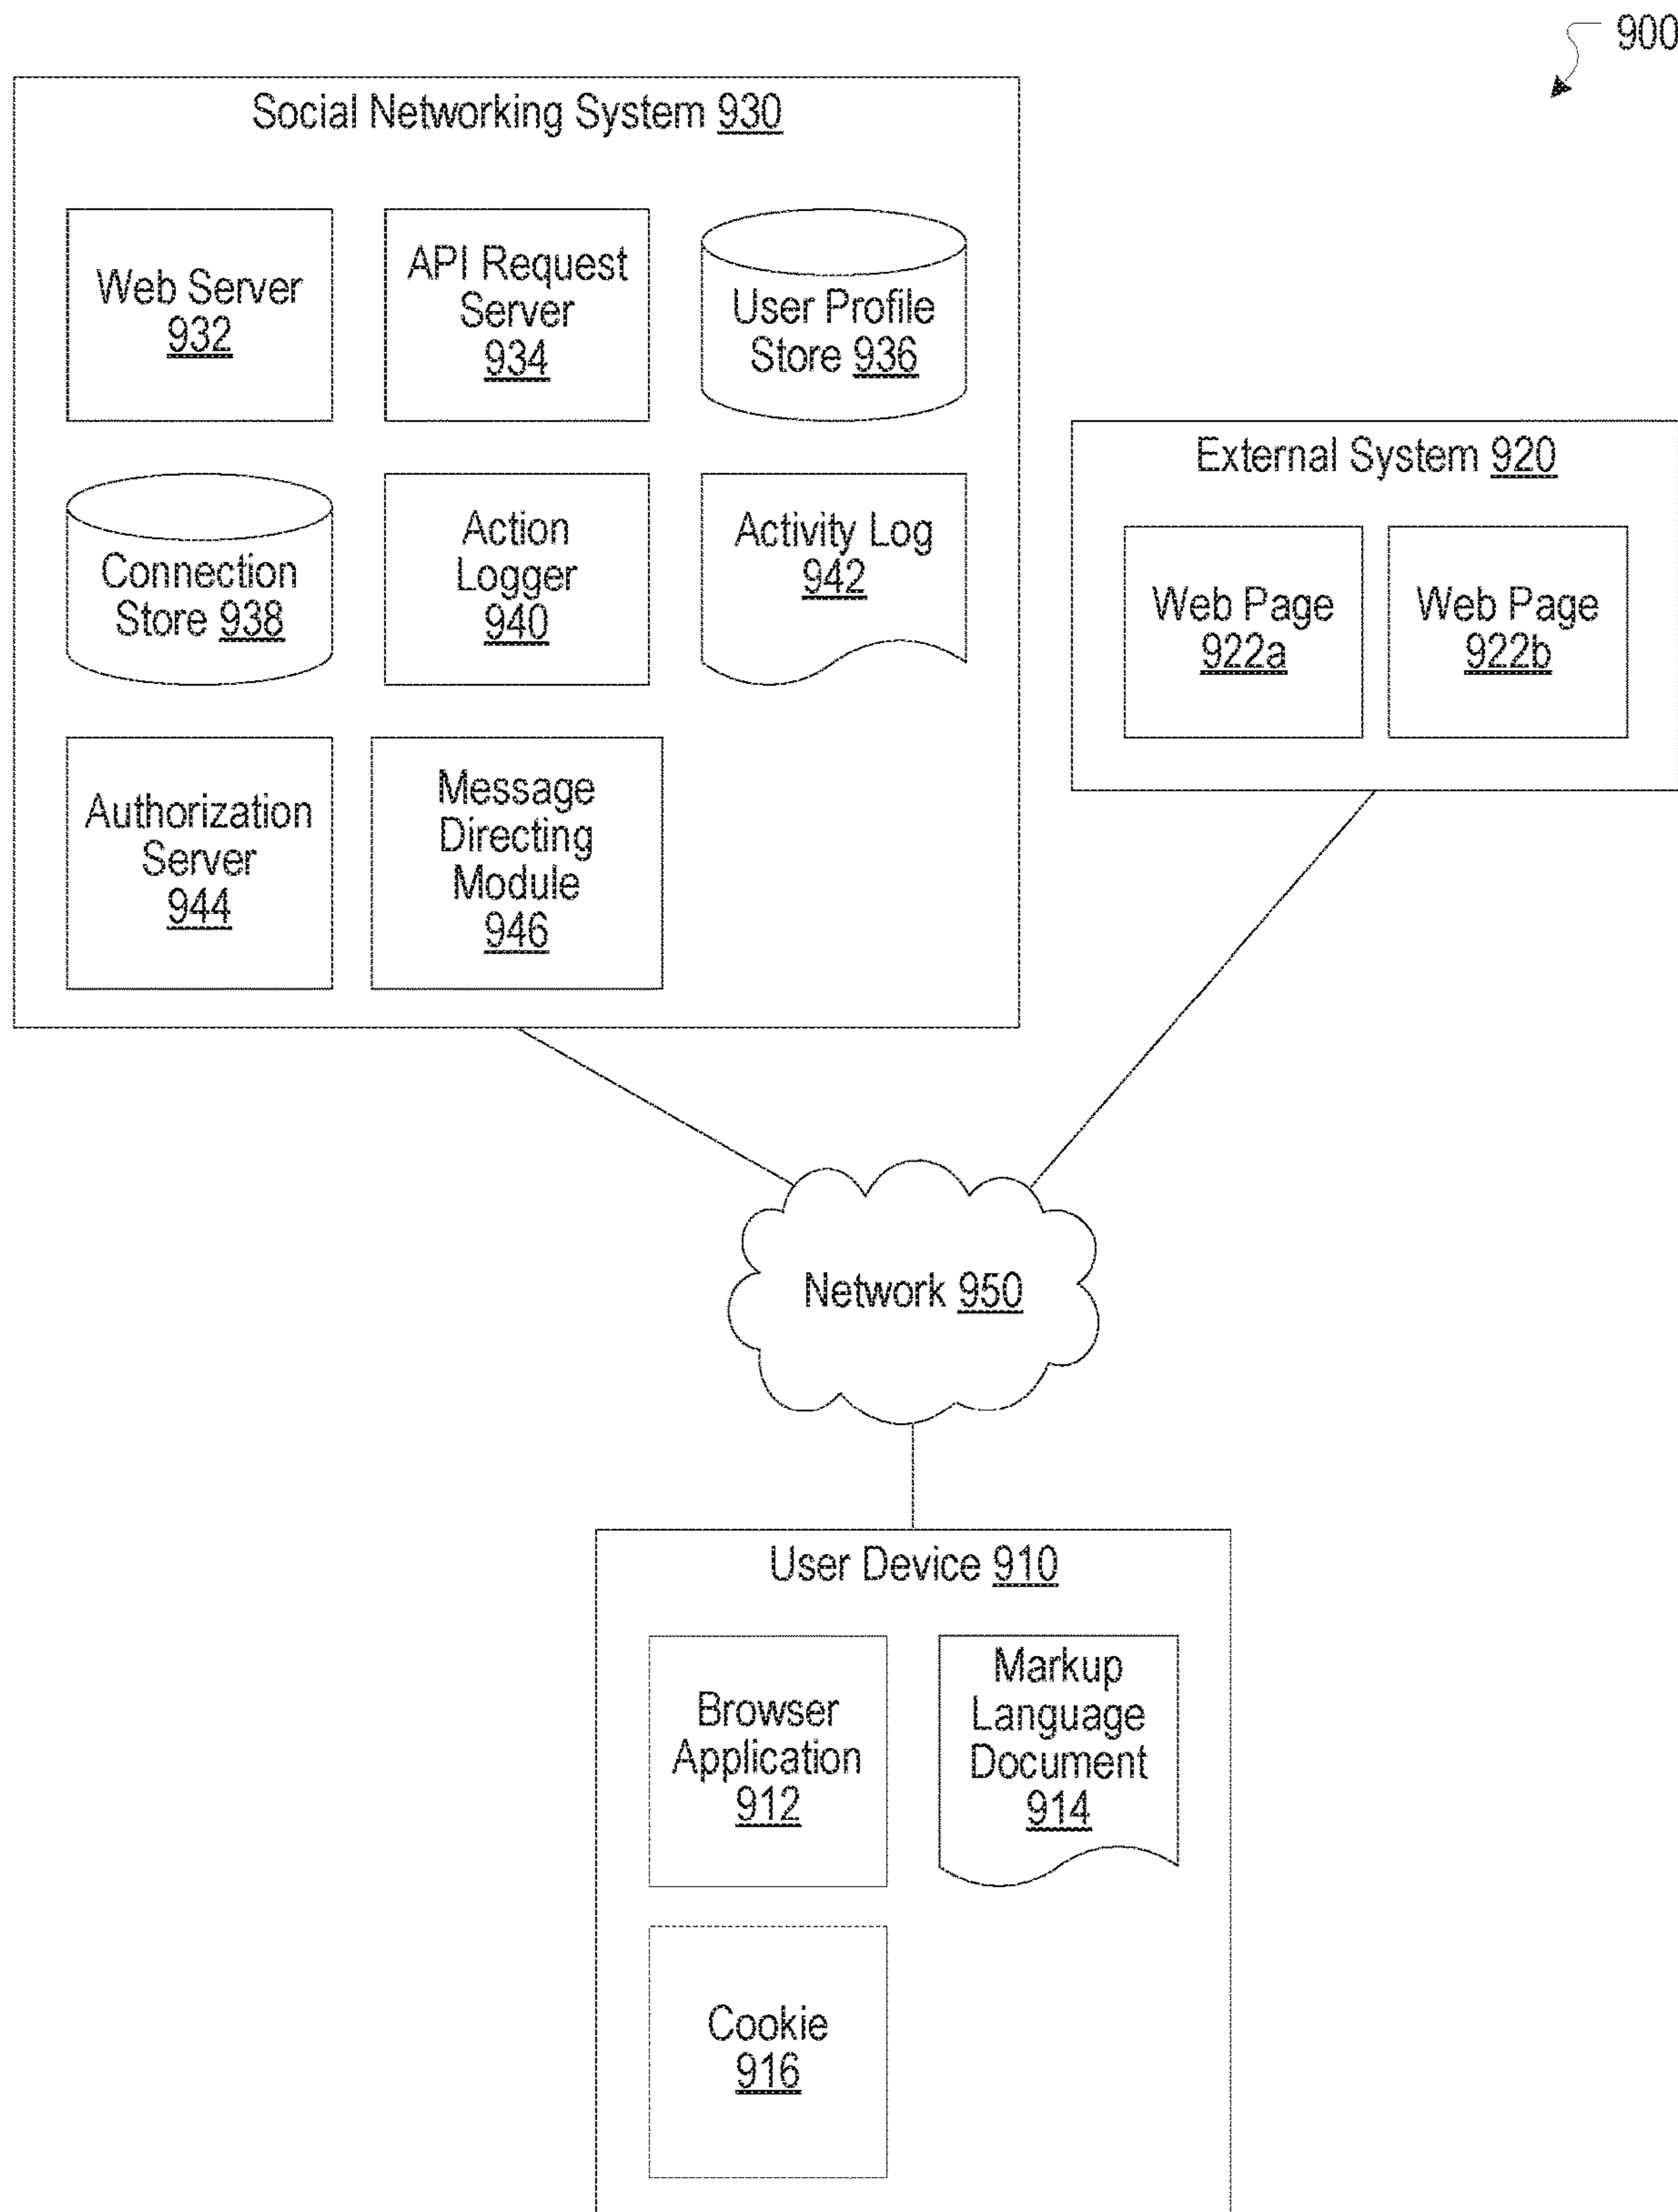 900
Social Networking System 930
Web Server
932
API Request
Server
934
User Profile
Store 936
Connection
Store 938
Action
Logger
940
Activity Log
942
Authorization
Server
944
Message
Directing
Module
946
External System 920
Web Page
922a
Web Page
922b
Network 950
User Device 910
Browser
Application
912
Markup
Language
Document
914
Cookie
916